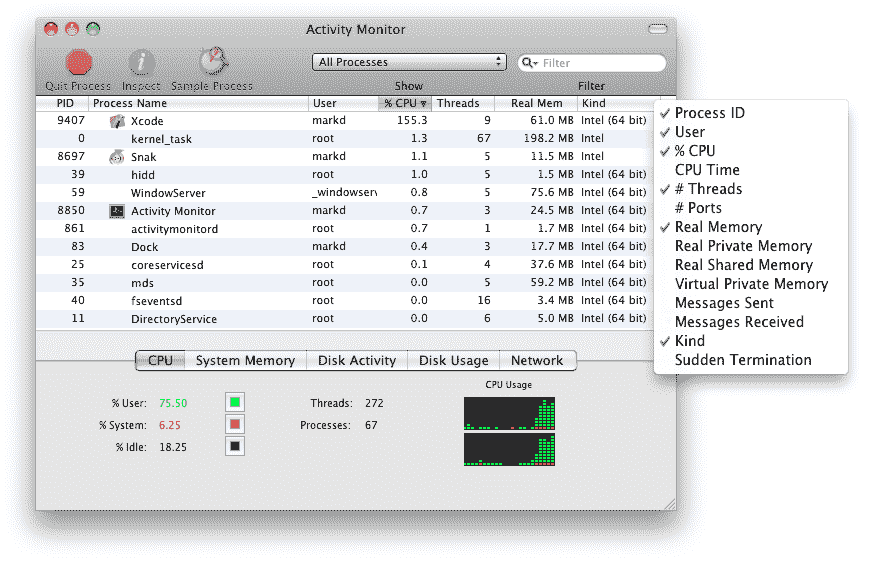 Activity Monitor
All Processes
Filter
Quit Process Inspect Sample Process Show Filter
PID Process Name User % CPU Threads Real Mem Kind
9407 Xcode markd 155.3 9 61.0 MB Intel (64 bit)
0 kernel_task root 1.3 67 198.2 MB Intel
8697 Snak markd 1.1 5 11.5 MB Intel
39 hidd root 1.0 5 1.5 MB Intel (64 bit)
59 WindowServer _windowserv 0.8 5 75.6 MB Intel (64 bit)
8850 Activity Monitor markd 0.7 3 24.5 MB Intel (64 bit)
861 activitymonitord root 0.7 1 1.7 MB Intel (64 bit)
83 Dock markd 0.4 3 17.7 MB Intel (64 bit)
25 coreservicesd root 0.1 4 37.6 MB Intel (64 bit)
35 mds root 0.0 5 59.2 MB Intel (64 bit)
40 fseventsd root 0.0 16 3.4 MB Intel (64 bit)
11 DirectoryService root 0.0 6 5.0 MB Intel (64 bit)
Process ID
User
% CPU
CPU Time
# Threads
# Ports
Real Memory
Real Private Memory
Real Shared Memory
Virtual Private Memory
Messages Sent
Messages Received
Kind
Sudden Termination
CPU System Memory Disk Activity Disk Usage Network
CPU Usage
% User: 75.50 Threads: 272
% System: 6.25 Processes: 67
% Idle: 18.25